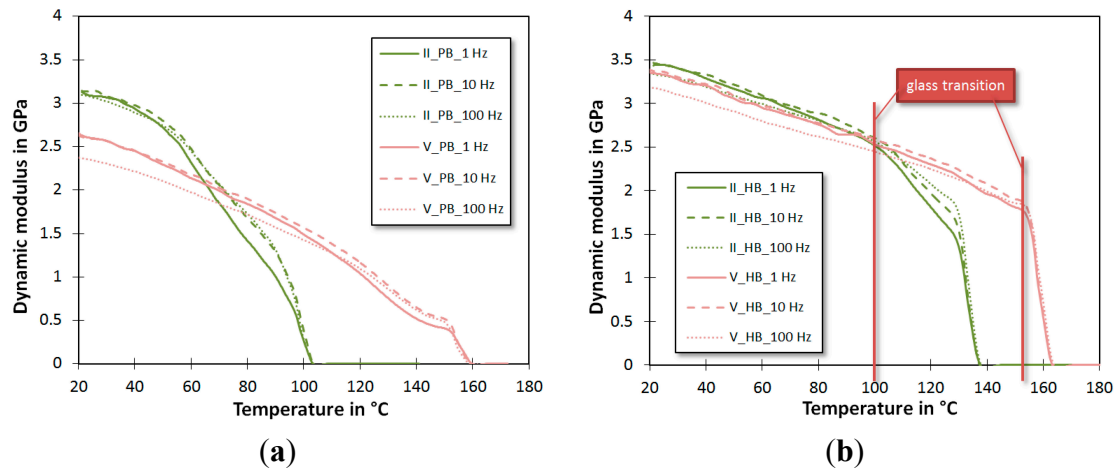 4
3.5
3
2.5
2
1.5
1
0.5
0
Dynamic modulus in GPa
II_PB_1 Hz
II_PB_10 Hz
II_PB_100 Hz
V_PB_1 Hz
V_PB_10 Hz
V_PB_100 Hz
20 40 60 80 100 120 140 160 180
Temperature in °C
(a)
4
3.5
3
2.5
2
1.5
1
0.5
0
Dynamic modulus in GPa
glass transition
II_HB_1 Hz
II_HB_10 Hz
II_HB_100 Hz
V_HB_1 Hz
V_HB_10 Hz
V_HB_100 Hz
20 40 60 80 100 120 140 160 180
Temperature in °C
(b)